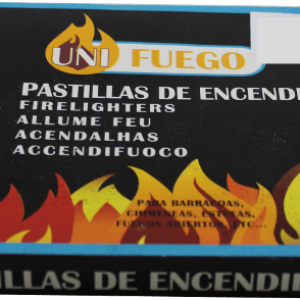 UNI FUEGO
PASTILLAS DE ENCENDI
FIRELIGHTERS
ALLUME FEU
ACENDALHAS
ACCENDIFUOCO
PARA BARBACOAS,
CHIMENEAS, ESTUFAS,
FUEGOS ABIERTOS, ETC...
ILLAS DE ENCENDI